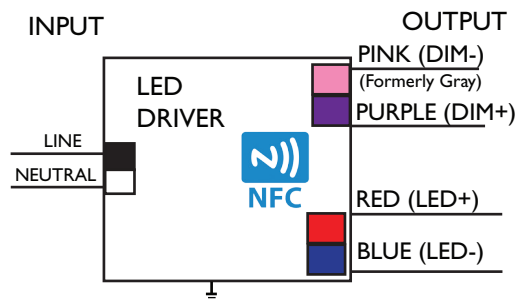 INPUT
OUTPUT
PINK (DIM-)
(Formerly Gray)
PURPLE (DIM+)
LED
DRIVER
LINE
NEUTRAL
NFC
RED (LED+)
BLUE (LED-)